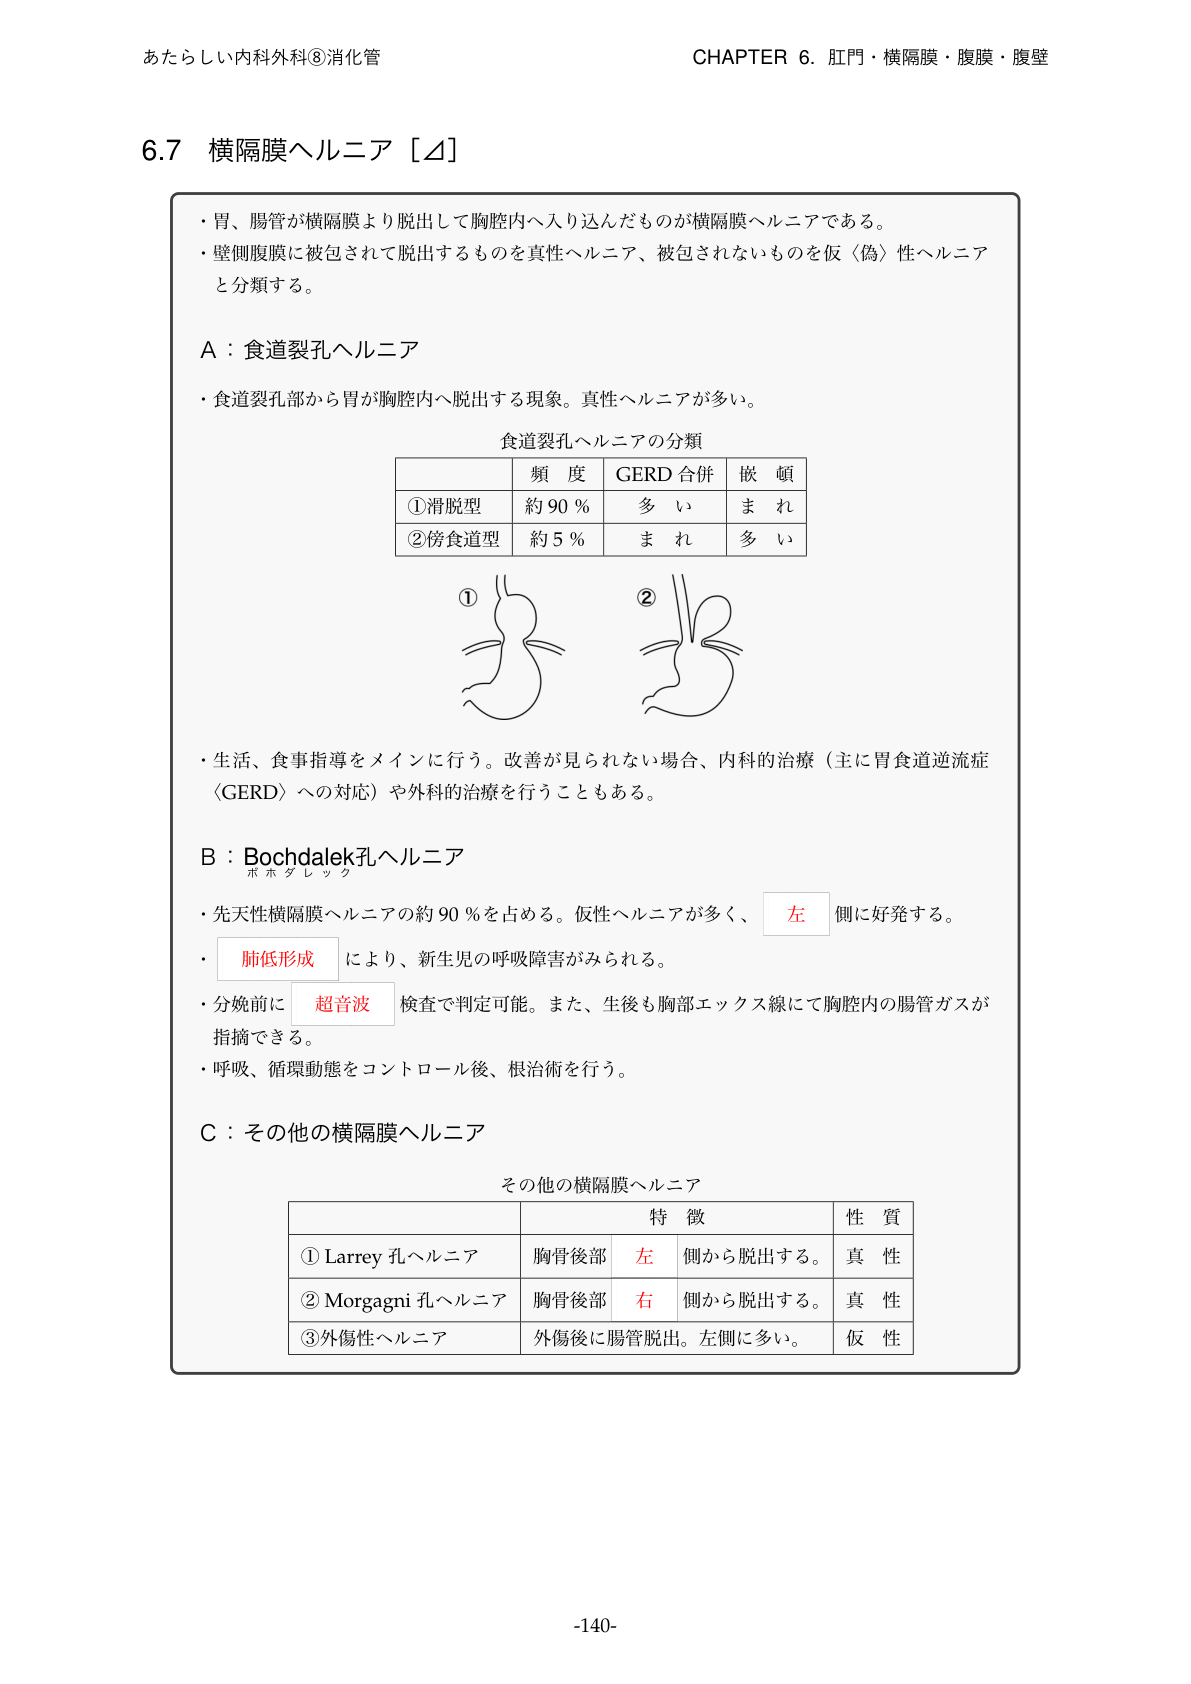 あたらしい内科外科⑧消化管 CHAPTER 6. 肛門・横隔膜・腹膜・腹壁
6.7 横隔膜ヘルニア［⊿］
・胃、腸管が横隔膜より脱出して胸腔内へ入り込んだものが横隔膜ヘルニアである。
・壁側腹膜に被包されて脱出するものを真性ヘルニア、被包されないものを仮〈偽〉性ヘルニア
と分類する。
A：食道裂孔ヘルニア
・食道裂孔部から胃が胸腔内へ脱出する現象。真性ヘルニアが多い。
食道裂孔ヘルニアの分類
頻 度 GERD 合併 嵌 頓
①滑脱型 約 90 % 多 い ま れ
②傍食道型 約 5 % ま れ 多 い
① ②
・生活、食事指導をメインに行う。改善が見られない場合、内科的治療（主に胃食道逆流症
〈GERD〉への対応）や外科的治療を行うこともある。
B：Bochdalek孔ヘルニア
ボホダレック
・先天性横隔膜ヘルニアの約 90 %を占める。仮性ヘルニアが多く、 左 側に好発する。
・ 肺低形成 により、新生児の呼吸障害がみられる。
・分娩前に 超音波 検査で判定可能。また、生後も胸部エックス線にて胸腔内の腸管ガスが
指摘できる。
・呼吸、循環動態をコントロール後、根治術を行う。
C：その他の横隔膜ヘルニア
その他の横隔膜ヘルニア
特 徴 性 質
① Larrey 孔ヘルニア 胸骨後部 左 側から脱出する。 真 性
② Morgagni 孔ヘルニア 胸骨後部 右 側から脱出する。 真 性
③外傷性ヘルニア 外傷後に腸管脱出。左側に多い。 仮 性
-140-